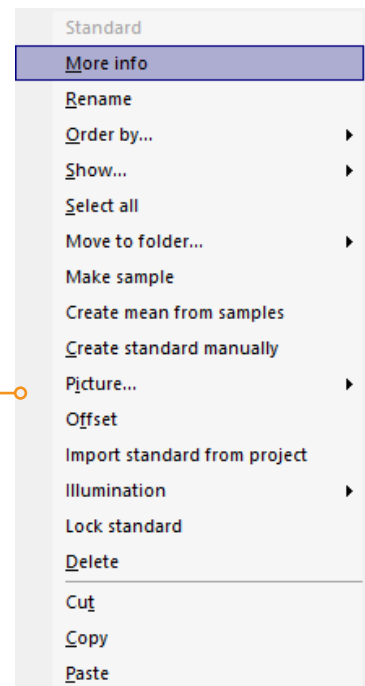 Standard
More info
Rename
Order by...
Show...
Select all
Move to folder...
Make sample
Create mean from samples
Create standard manually
Picture...
Offset
Import standard from project
Illumination
Lock standard
Delete
Cut
Copy
Paste